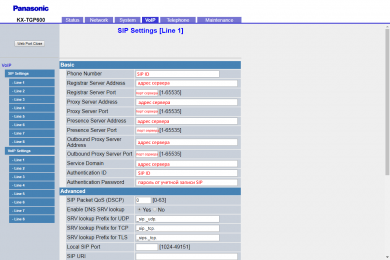 Panasonic
KX-TGP600
Status Network System VoIP Telephone Maintenance
SIP Settings [Line 1]
Web Port Close
VoIP
SIP Settings
- Line 1
- Line 2
- Line 3
- Line 4
- Line 5
- Line 6
- Line 7
- Line 8
VoIP Settings
- Line 1
- Line 2
- Line 3
- Line 4
- Line 5
- Line 6
- Line 7
- Line 8
Basic
Phone Number SIP ID
Registrar Server Address адрес сервера
Registrar Server Port порт сервера [1-65535]
Proxy Server Address адрес сервера
Proxy Server Port порт сервера [1-65535]
Presence Server Address адрес сервера
Presence Server Port порт сервера [1-65535]
Outbound Proxy Server Address адрес сервера
Outbound Proxy Server Port порт сервера [1-65535]
Service Domain адрес сервера
Authentication ID SIP ID
Authentication Password пароль от учетной записи SIP
Advanced
SIP Packet QoS (DSCP) 0 [0-63]
Enable DNS SRV lookup Yes No
SRV lookup Prefix for UDP _sip._udp.
SRV lookup Prefix for TCP _sip._tcp.
SRV lookup Prefix for TLS _sips._tcp.
Local SIP Port [1024-49151]
SIP URI